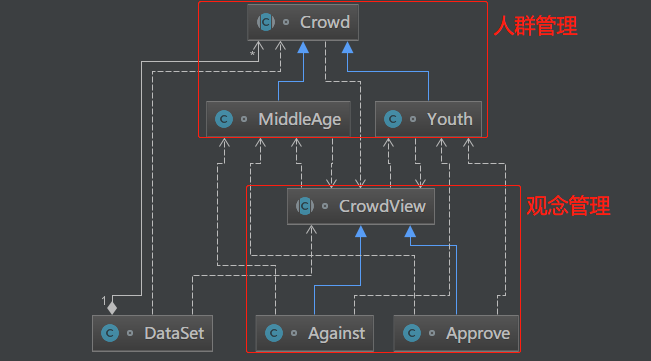 Crowd
人群管理
MiddleAge
Youth
CrowdView
观念管理
*
1
DataSet
Against
Approve